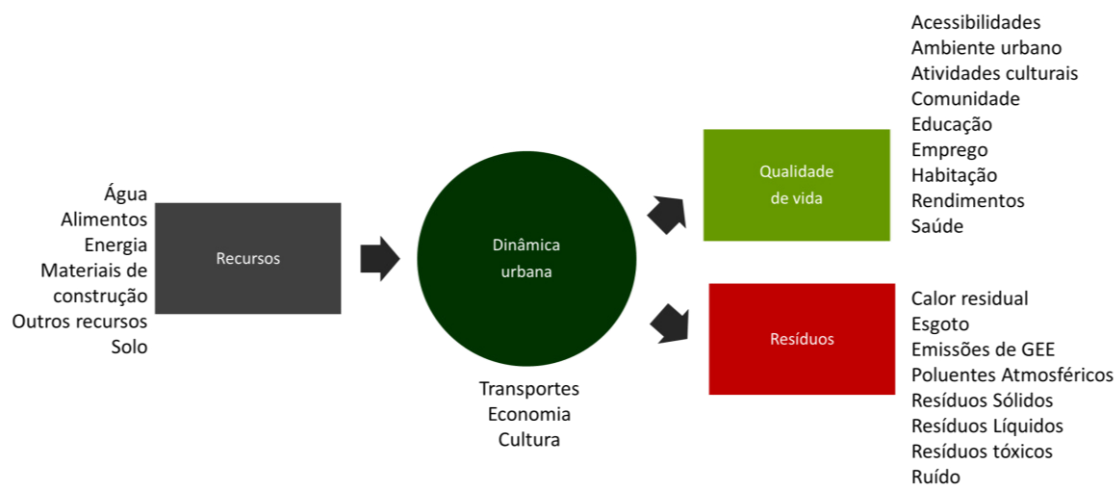 Água
Alimentos
Energia
Materiais de
construção
Outros recursos
Solo
Recursos
Dinâmica
urbana
Transportes
Economia
Cultura
Qualidade
de vida
Acessibilidades
Ambiente urbano
Atividades culturais
Comunidade
Educação
Emprego
Habitação
Rendimentos
Saúde
Resíduos
Calor residual
Esgoto
Emissões de GEE
Poluentes Atmosféricos
Resíduos Sólidos
Resíduos Líquidos
Resíduos tóxicos
Ruído